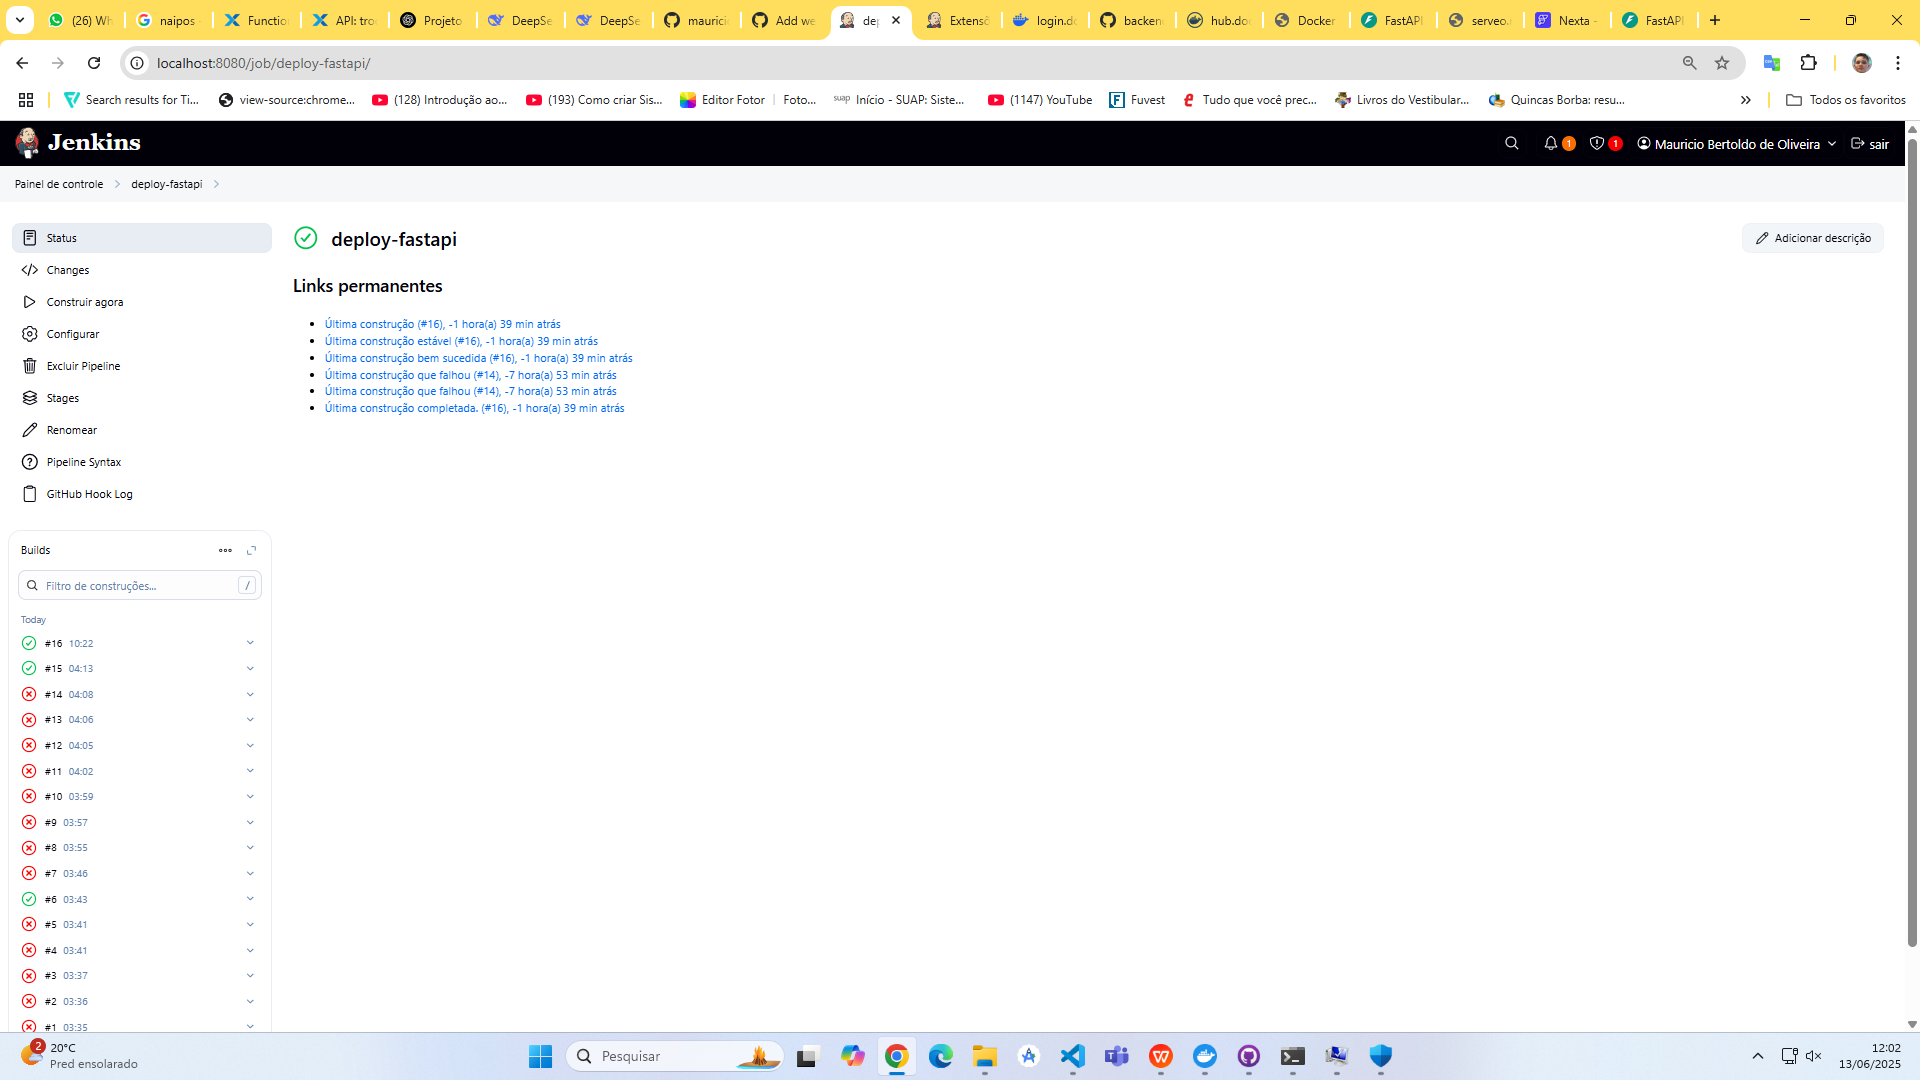 (26) Wh
naipos
Function
API: tro
Projeto
DeepSe
DeepSe
maurici
Add we
dep
Extensõ
login.do
backen
hub.do
Docker
FastAPI
serveo.
Nexta -
FastAPI
localhost:8080/job/deploy-fastapi/
Search results for Ti...
view-source:chrome...
(128) Introdução ao...
(193) Como criar Sis...
Editor Fotor | Foto...
suap Início - SUAP: Siste...
(1147) YouTube
Fuvest
Tudo que você prec...
Livros do Vestibular...
Quincas Borba: resu...
Todos os favoritos
Jenkins
1
1
Mauricio Bertoldo de Oliveira
sair
Painel de controle
deploy-fastapi
Status
Changes
Construir agora
Configurar
Excluir Pipeline
Stages
Renomear
Pipeline Syntax
GitHub Hook Log
deploy-fastapi
Adicionar descrição
Links permanentes
Última construção (#16), -1 hora(a) 39 min atrás
Última construção estável (#16), -1 hora(a) 39 min atrás
Última construção bem sucedida (#16), -1 hora(a) 39 min atrás
Última construção que falhou (#14), -7 hora(a) 53 min atrás
Última construção que falhou (#14), -7 hora(a) 53 min atrás
Última construção completada. (#16), -1 hora(a) 39 min atrás
Builds
Filtro de construções... /
Today
#16 10:22
#15 04:13
#14 04:08
#13 04:06
#12 04:05
#11 04:02
#10 03:59
#9 03:57
#8 03:55
#7 03:46
#6 03:43
#5 03:41
#4 03:41
#3 03:37
#2 03:36
#1 03:35
2
20°C
Pred ensolarado
Pesquisar
12:02
13/06/2025